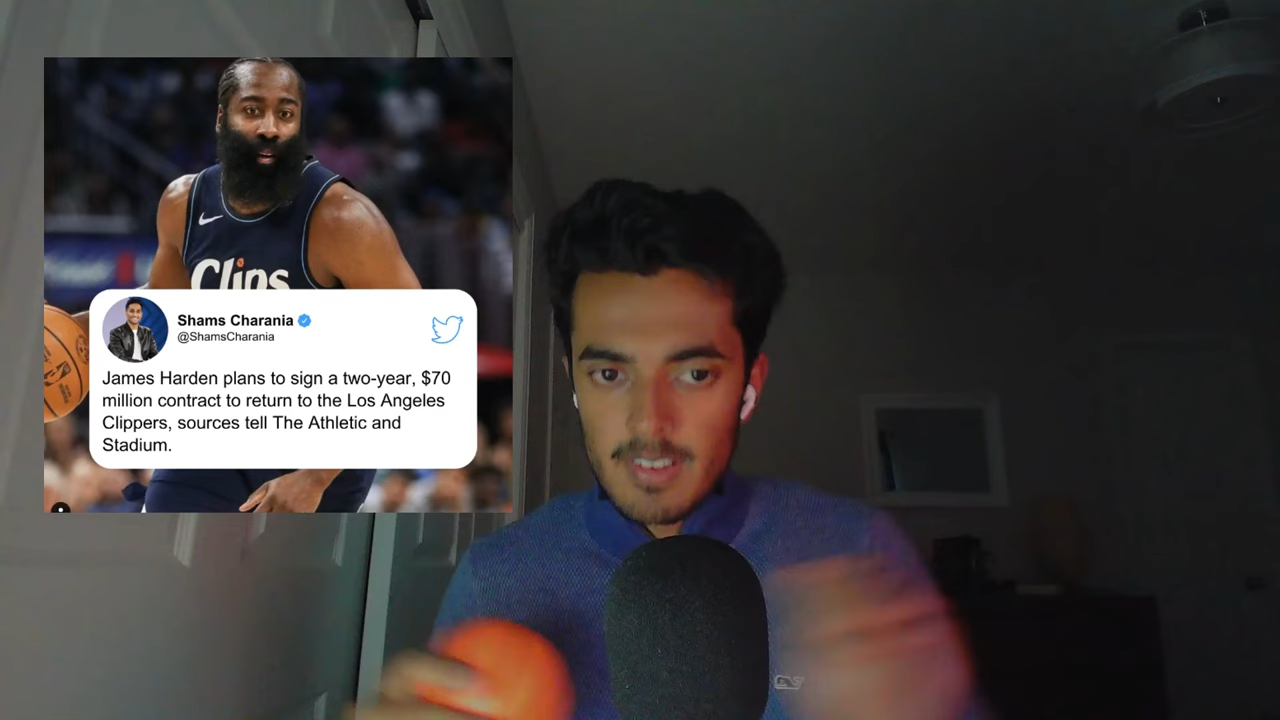 Clips
Shams Charania
@ShamsCharania
James Harden plans to sign a two-year, $70
million contract to return to the Los Angeles
Clippers, sources tell The Athletic and
Stadium.